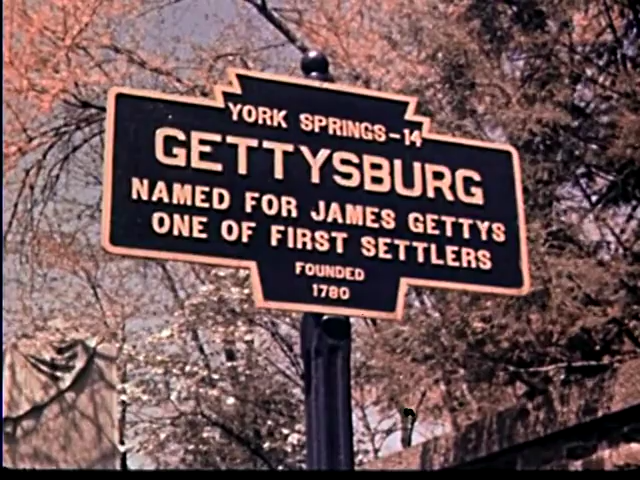 YORK SPRINGS-14
GETTYSBURG
NAMED FOR JAMES GETTYS
ONE OF FIRST SETTLERS
FOUNDED
1780